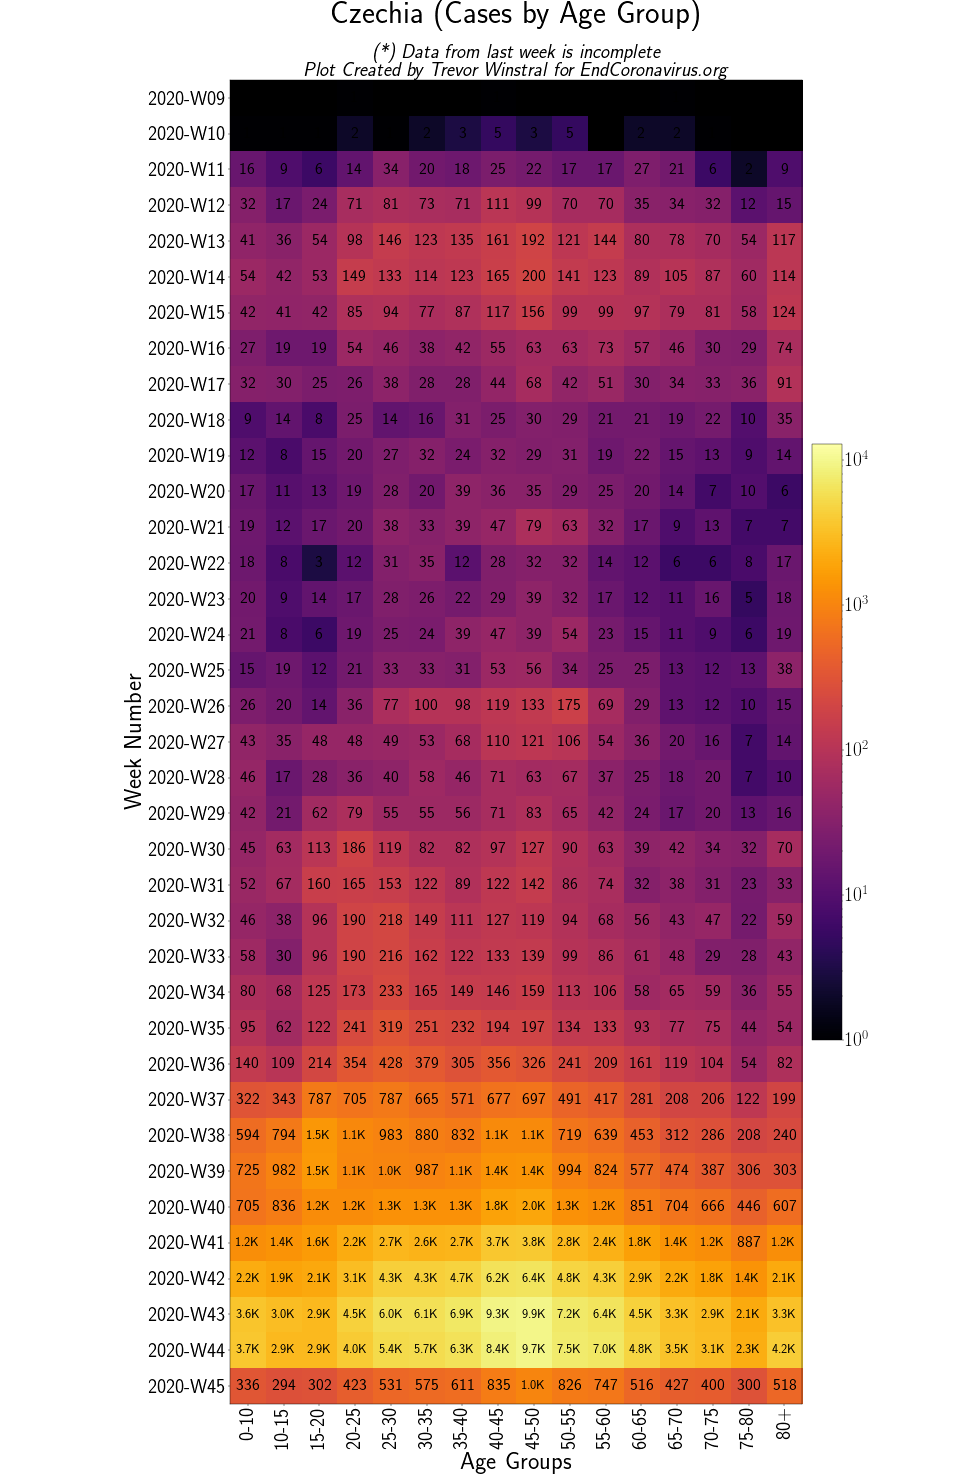 Czechia (Cases by Age Group)
(*) Data from last week is incomplete
Plot Created by Trevor Winstral for EndCoronavirus.org
2020-W09
2020-W10 2 2 3 5 3 5 2 2
2020-W11 16 9 6 14 34 20 18 25 22 17 17 27 21 6 2 9
2020-W12 32 17 24 71 81 73 71 111 99 70 70 35 34 32 12 15
2020-W13 41 36 54 98 146 123 135 161 192 121 144 80 78 70 54 117
2020-W14 54 42 53 149 133 114 123 165 200 141 123 89 105 87 60 114
2020-W15 42 41 42 85 94 77 87 117 156 99 99 97 79 81 58 124
2020-W16 27 19 19 54 46 38 42 55 63 63 73 57 46 30 29 74
2020-W17 32 30 25 26 38 28 28 44 68 42 51 30 34 33 36 91
2020-W18 9 14 8 25 14 16 31 25 30 29 21 21 19 22 10 35
2020-W19 12 8 15 20 27 32 24 32 29 31 19 22 15 13 9 14
2020-W20 17 11 13 19 28 20 39 36 35 29 25 20 14 7 10 6
2020-W21 19 12 17 20 38 33 39 47 79 63 32 17 9 13 7 7
2020-W22 18 8 3 12 31 35 12 28 32 32 14 12 6 6 8 17
2020-W23 20 9 14 17 28 26 22 29 39 32 17 12 11 16 5 18
2020-W24 21 8 6 19 25 24 39 47 39 54 23 15 11 9 6 19
2020-W25 15 19 12 21 33 33 31 53 56 34 25 25 13 12 13 38
2020-W26 26 20 14 36 77 100 98 119 133 175 69 29 13 12 10 15
2020-W27 43 35 48 48 49 53 68 110 121 106 54 36 20 16 7 14
2020-W28 46 17 28 36 40 58 46 71 63 67 37 25 18 20 7 10
2020-W29 42 21 62 79 55 55 56 71 83 65 42 24 17 20 13 16
2020-W30 45 63 113 186 119 82 82 97 127 90 63 39 42 34 32 70
2020-W31 52 67 160 165 153 122 89 122 142 86 74 32 38 31 23 33
2020-W32 46 38 96 190 218 149 111 127 119 94 68 56 43 47 22 59
2020-W33 58 30 96 190 216 162 122 133 139 99 86 61 48 29 28 43
2020-W34 80 68 125 173 233 165 149 146 159 113 106 58 65 59 36 55
2020-W35 95 62 122 241 319 251 232 194 197 134 133 93 77 75 44 54
2020-W36 140 109 214 354 428 379 305 356 326 241 209 161 119 104 54 82
2020-W37 322 343 787 705 787 665 571 677 697 491 417 281 208 206 122 199
2020-W38 594 794 1.5K 1.1K 983 880 832 1.1K 1.1K 719 639 453 312 286 208 240
2020-W39 725 982 1.5K 1.1K 1.0K 987 1.1K 1.4K 1.4K 994 824 577 474 387 306 303
2020-W40 705 836 1.2K 1.2K 1.3K 1.3K 1.3K 1.8K 2.0K 1.3K 1.2K 851 704 666 446 607
2020-W41 1.2K 1.4K 1.6K 2.2K 2.7K 2.6K 2.7K 3.7K 3.8K 2.8K 2.4K 1.8K 1.4K 1.2K 887 1.2K
2020-W42 2.2K 1.9K 2.1K 3.1K 4.3K 4.3K 4.7K 6.2K 6.4K 4.8K 4.3K 2.9K 2.2K 1.8K 1.4K 2.1K
2020-W43 3.6K 3.0K 2.9K 4.5K 6.0K 6.1K 6.9K 9.3K 9.9K 7.2K 6.4K 4.5K 3.3K 2.9K 2.1K 3.3K
2020-W44 3.7K 2.9K 2.9K 4.0K 5.4K 5.7K 6.3K 8.4K 9.7K 7.5K 7.0K 4.8K 3.5K 3.1K 2.3K 4.2K
2020-W45 336 294 302 423 531 575 611 835 1.0K 826 747 516 427 400 300 518
0-10 10-15 15-20 20-25 25-30 30-35 35-40 40-45 45-50 50-55 55-60 60-65 65-70 70-75 75-80 80+
Age Groups
Week Number
10⁴
10³
10²
10¹
10⁰